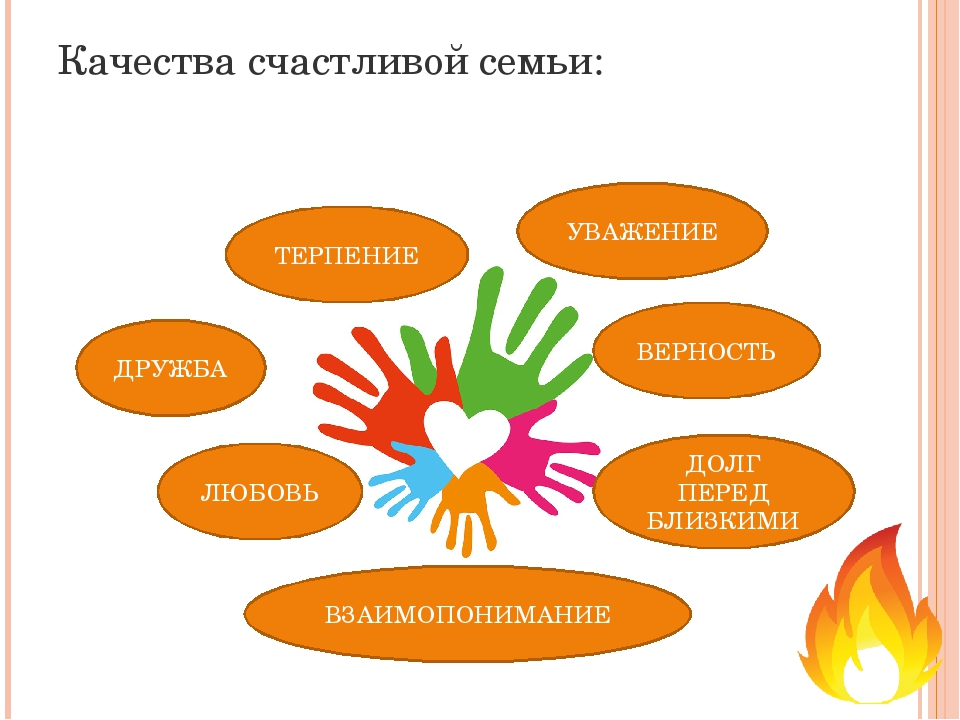 Качества счастливой семьи:
ТЕРПЕНИЕ
УВАЖЕНИЕ
ДРУЖБА
ВЕРНОСТЬ
ЛЮБОВЬ
ДОЛГ
ПЕРЕД
БЛИЗКИМИ
ВЗАИМОПОНИМАНИЕ